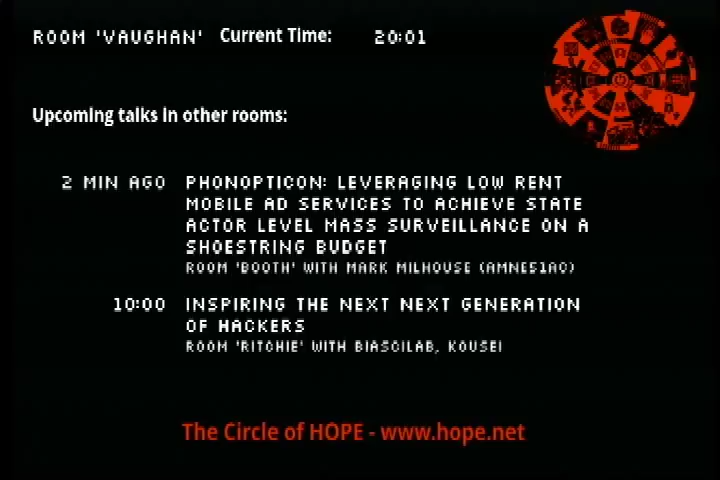 ROOM 'VAUGHAN' Current Time: 20:01
Upcoming talks in other rooms:
2 MIN AGO PHONOPTICON: LEVERAGING LOW RENT
MOBILE AD SERVICES TO ACHIEVE STATE
ACTOR LEVEL MASS SURVEILLANCE ON A
SHOESTRING BUDGET
ROOM 'BOOTH' WITH MARK MILHOUSE (AMNES1AC)
10:00 INSPIRING THE NEXT NEXT GENERATION
OF HACKERS
ROOM 'RITCHIE' WITH BIASCILAB, KOUSEI
The Circle of HOPE - www.hope.net